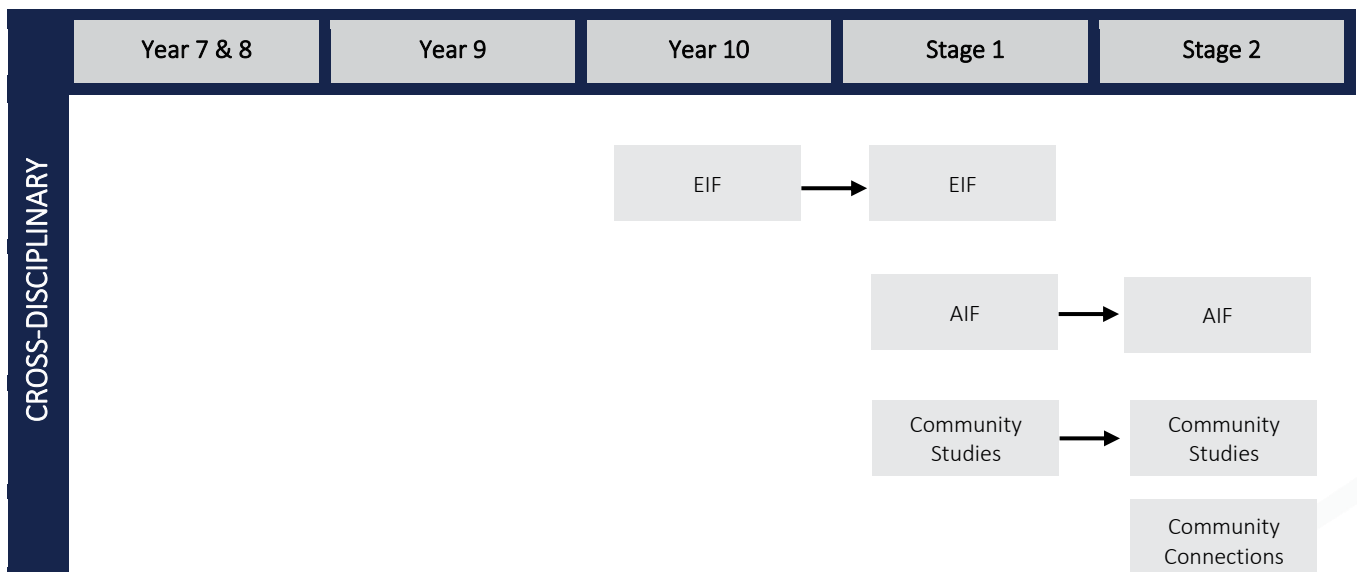 Year 7 & 8
Year 9
Year 10
Stage 1
Stage 2
CROSS-DISCIPLINARY
EIF
EIF
AIF
AIF
Community
Studies
Community
Studies
Community
Connections